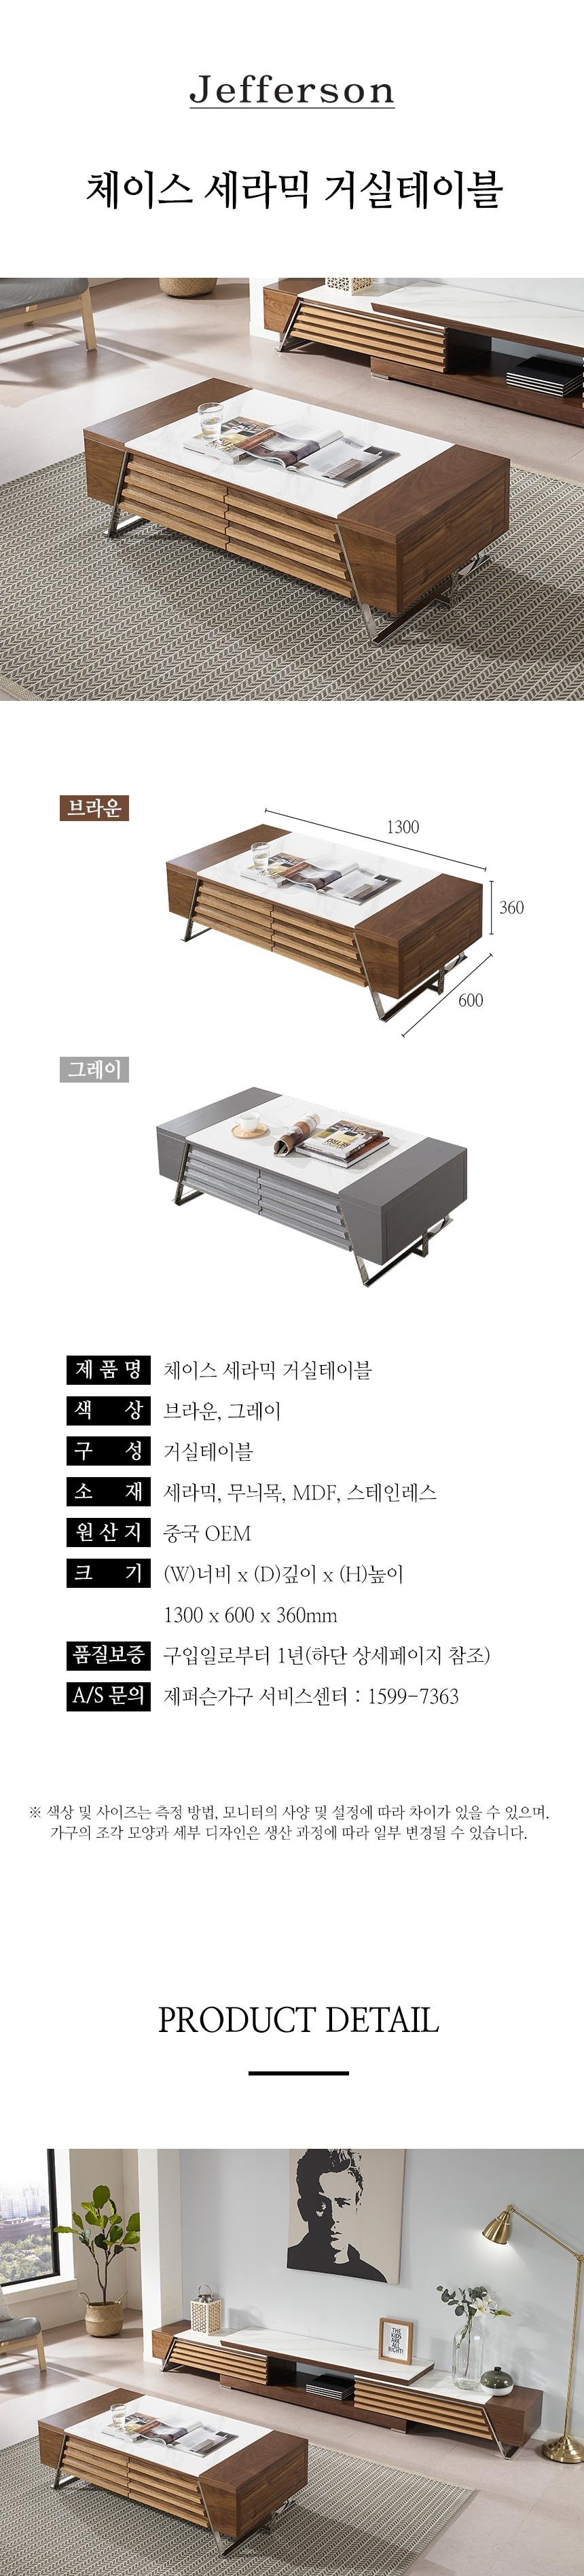 Jefferson
체이스 세라믹 거실테이블
브라운
1300
360
600
그레이
제품명 체이스 세라믹 거실테이블
색 상 브라운, 그레이
구 성 거실테이블
소 재 세라믹, 무늬목, MDF, 스테인레스
원산지 중국 OEM
크 기 (W)너비 x (D)깊이 x (H)높이
1300 x 600 x 360mm
품질보증 구입일로부터 1년(하단 상세페이지 참조)
A/S 문의 제퍼슨가구 서비스센터 : 1599-7363
※ 색상 및 사이즈는 측정 방법, 모니터의 사양 및 설정에 따라 차이가 있을 수 있으며,
가구의 조각 모양과 세부 디자인은 생산 과정에 따라 일부 변경될 수 있습니다.
PRODUCT DETAIL
THE
KIDS
ARE
ALL
RIGHT!